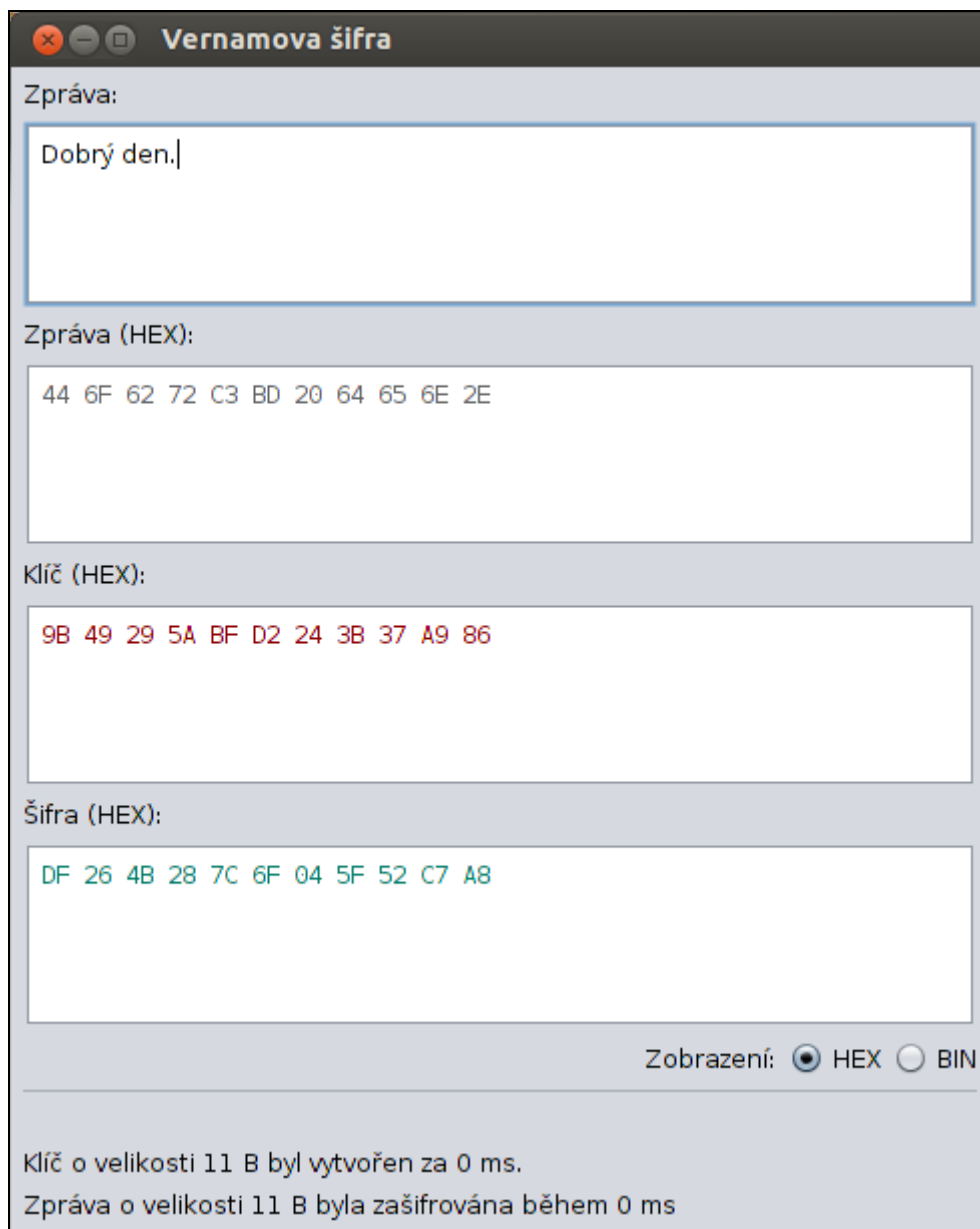 Vernamova šifra
Zpráva:
Dobrý den.
Zpráva (HEX):
44 6F 62 72 C3 BD 20 64 65 6E 2E
Klíč (HEX):
9B 49 29 5A BF D2 24 3B 37 A9 86
Šifra (HEX):
DF 26 4B 28 7C 6F 04 5F 52 C7 A8
Zobrazení: HEX BIN
Klíč o velikosti 11 B byl vytvořen za 0 ms.
Zpráva o velikosti 11 B byla zašifrována během 0 ms